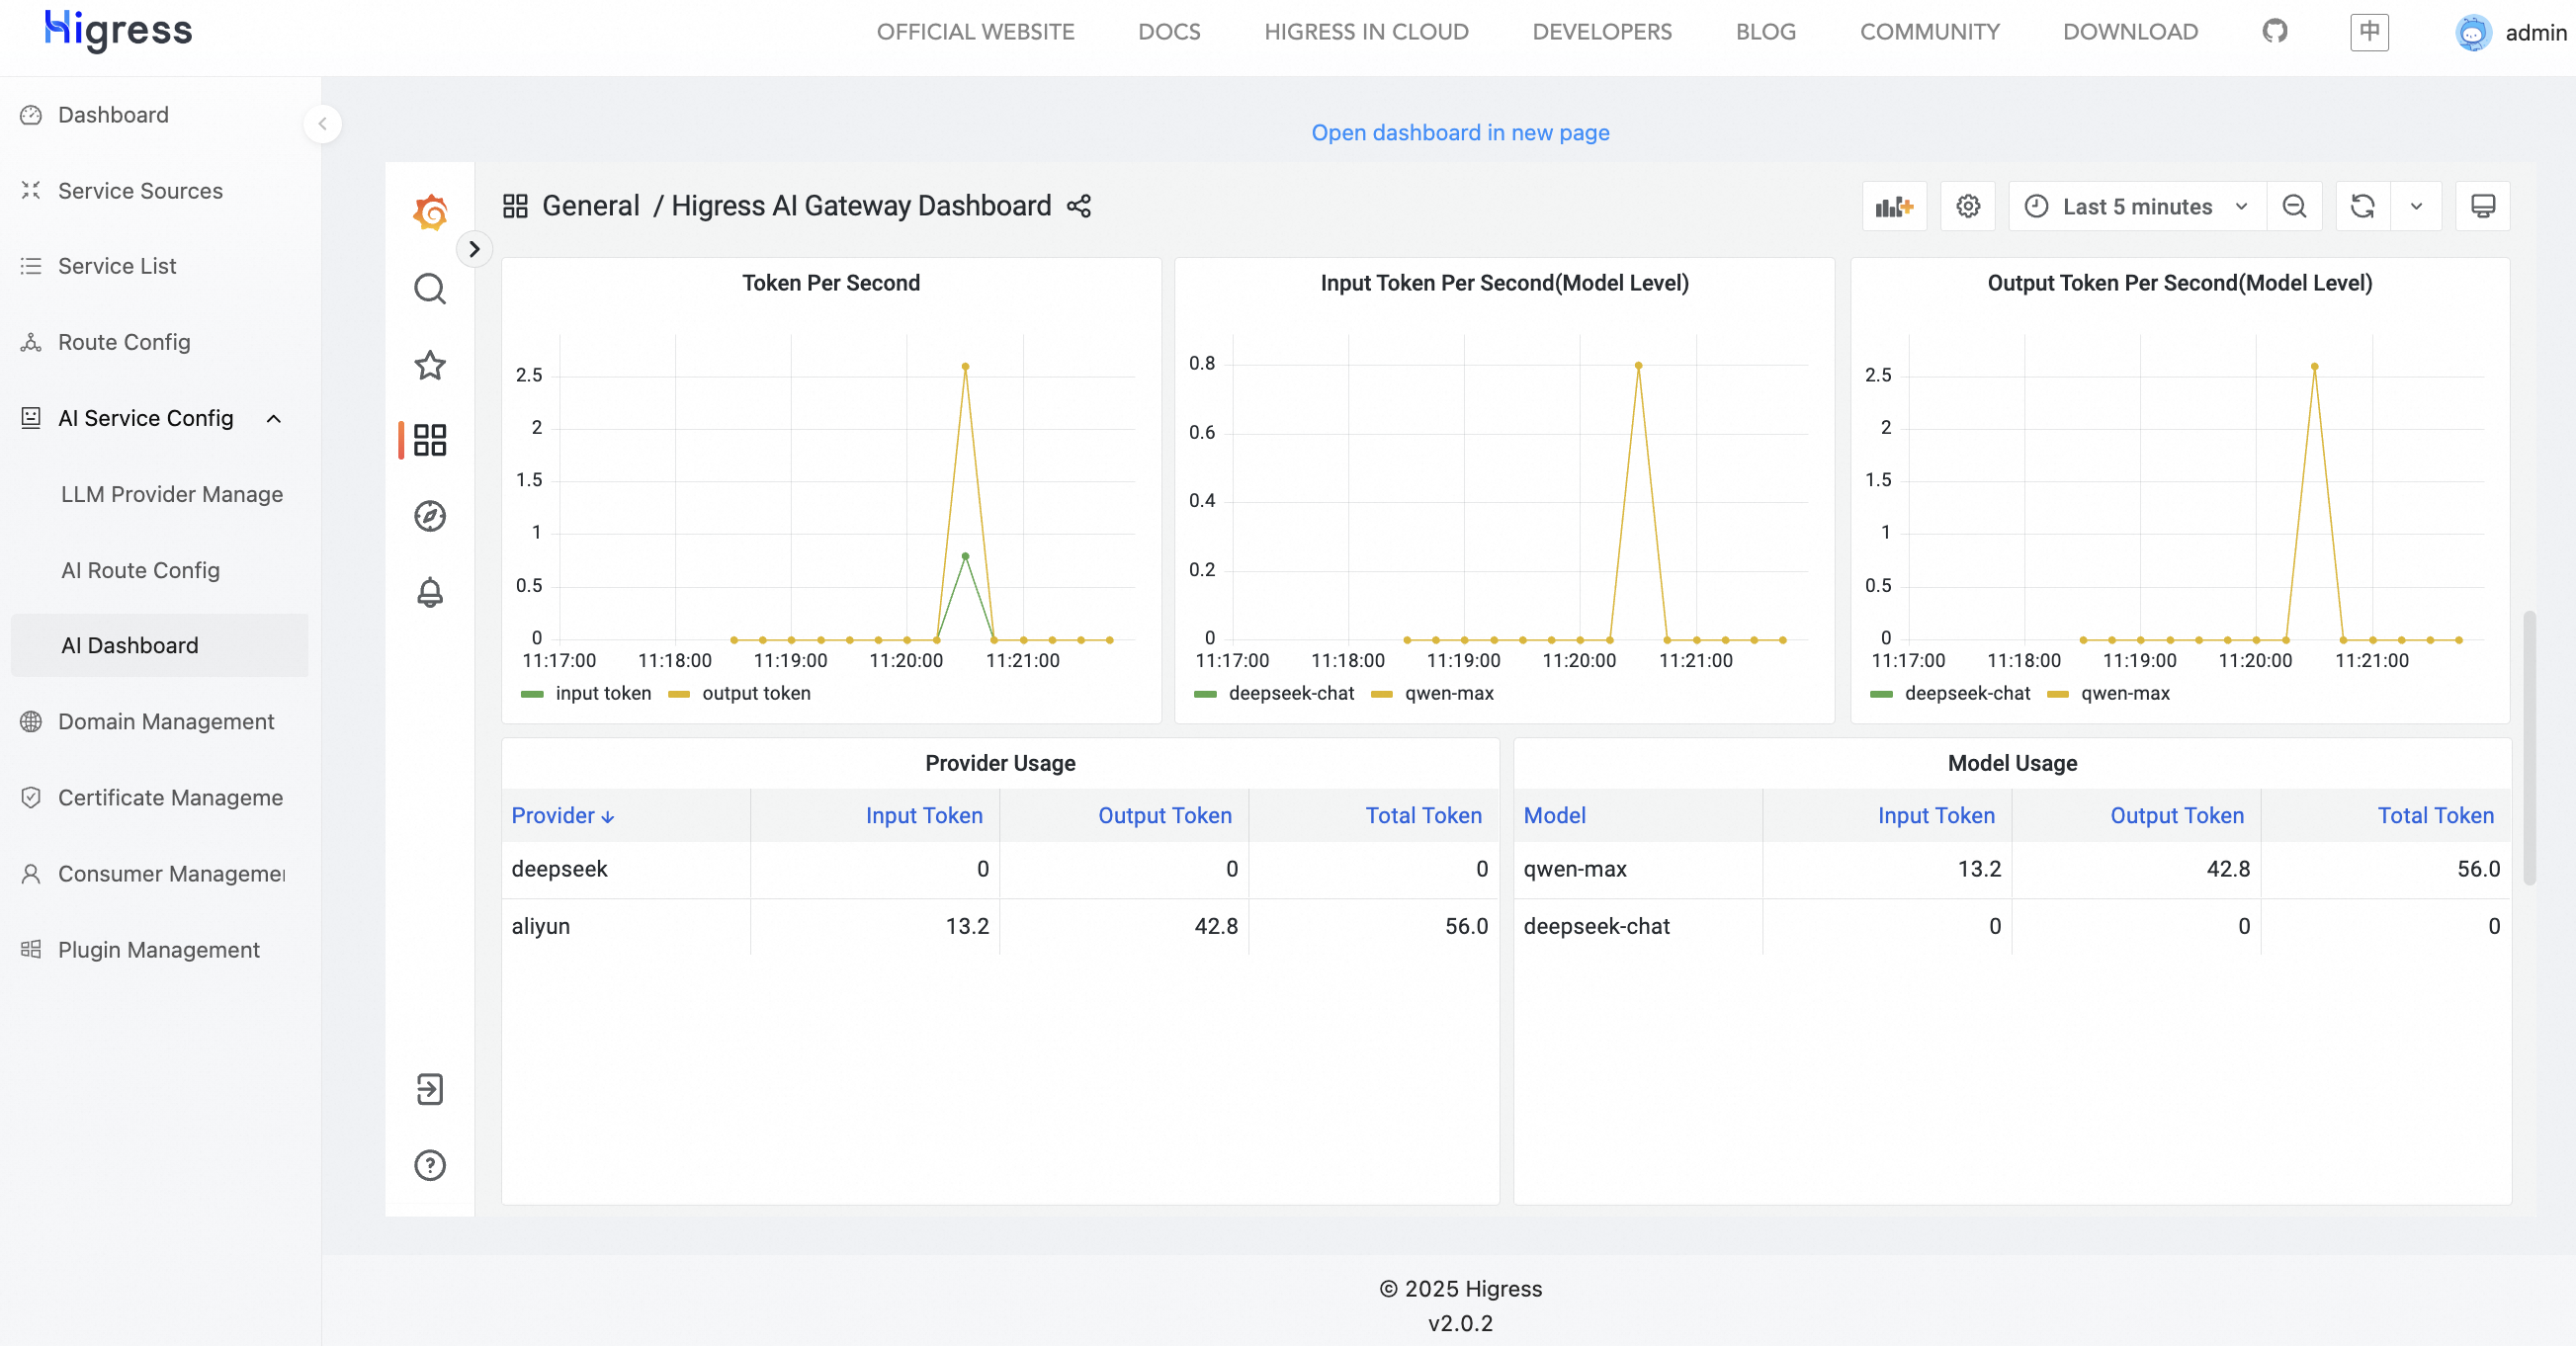 Higress
OFFICIAL WEBSITE DOCS HIGRESS IN CLOUD DEVELOPERS BLOG COMMUNITY DOWNLOAD 中 admin
Dashboard
Service Sources
Service List
Route Config
AI Service Config
LLM Provider Manage
AI Route Config
AI Dashboard
Domain Management
Certificate Manageme
Consumer Managemen
Plugin Management
Open dashboard in new page
General / Higress AI Gateway Dashboard
Last 5 minutes
Token Per Second
2.5
2
1.5
1
0.5
0
11:17:00 11:18:00 11:19:00 11:20:00 11:21:00
input token output token
Input Token Per Second(Model Level)
0.8
0.6
0.4
0.2
0
11:17:00 11:18:00 11:19:00 11:20:00 11:21:00
deepseek-chat qwen-max
Output Token Per Second(Model Level)
2.5
2
1.5
1
0.5
0
11:17:00 11:18:00 11:19:00 11:20:00 11:21:00
deepseek-chat qwen-max
Provider Usage
Provider Input Token Output Token Total Token
deepseek 0 0 0
aliyun 13.2 42.8 56.0
Model Usage
Model Input Token Output Token Total Token
qwen-max 13.2 42.8 56.0
deepseek-chat 0 0 0
© 2025 Higress
v2.0.2